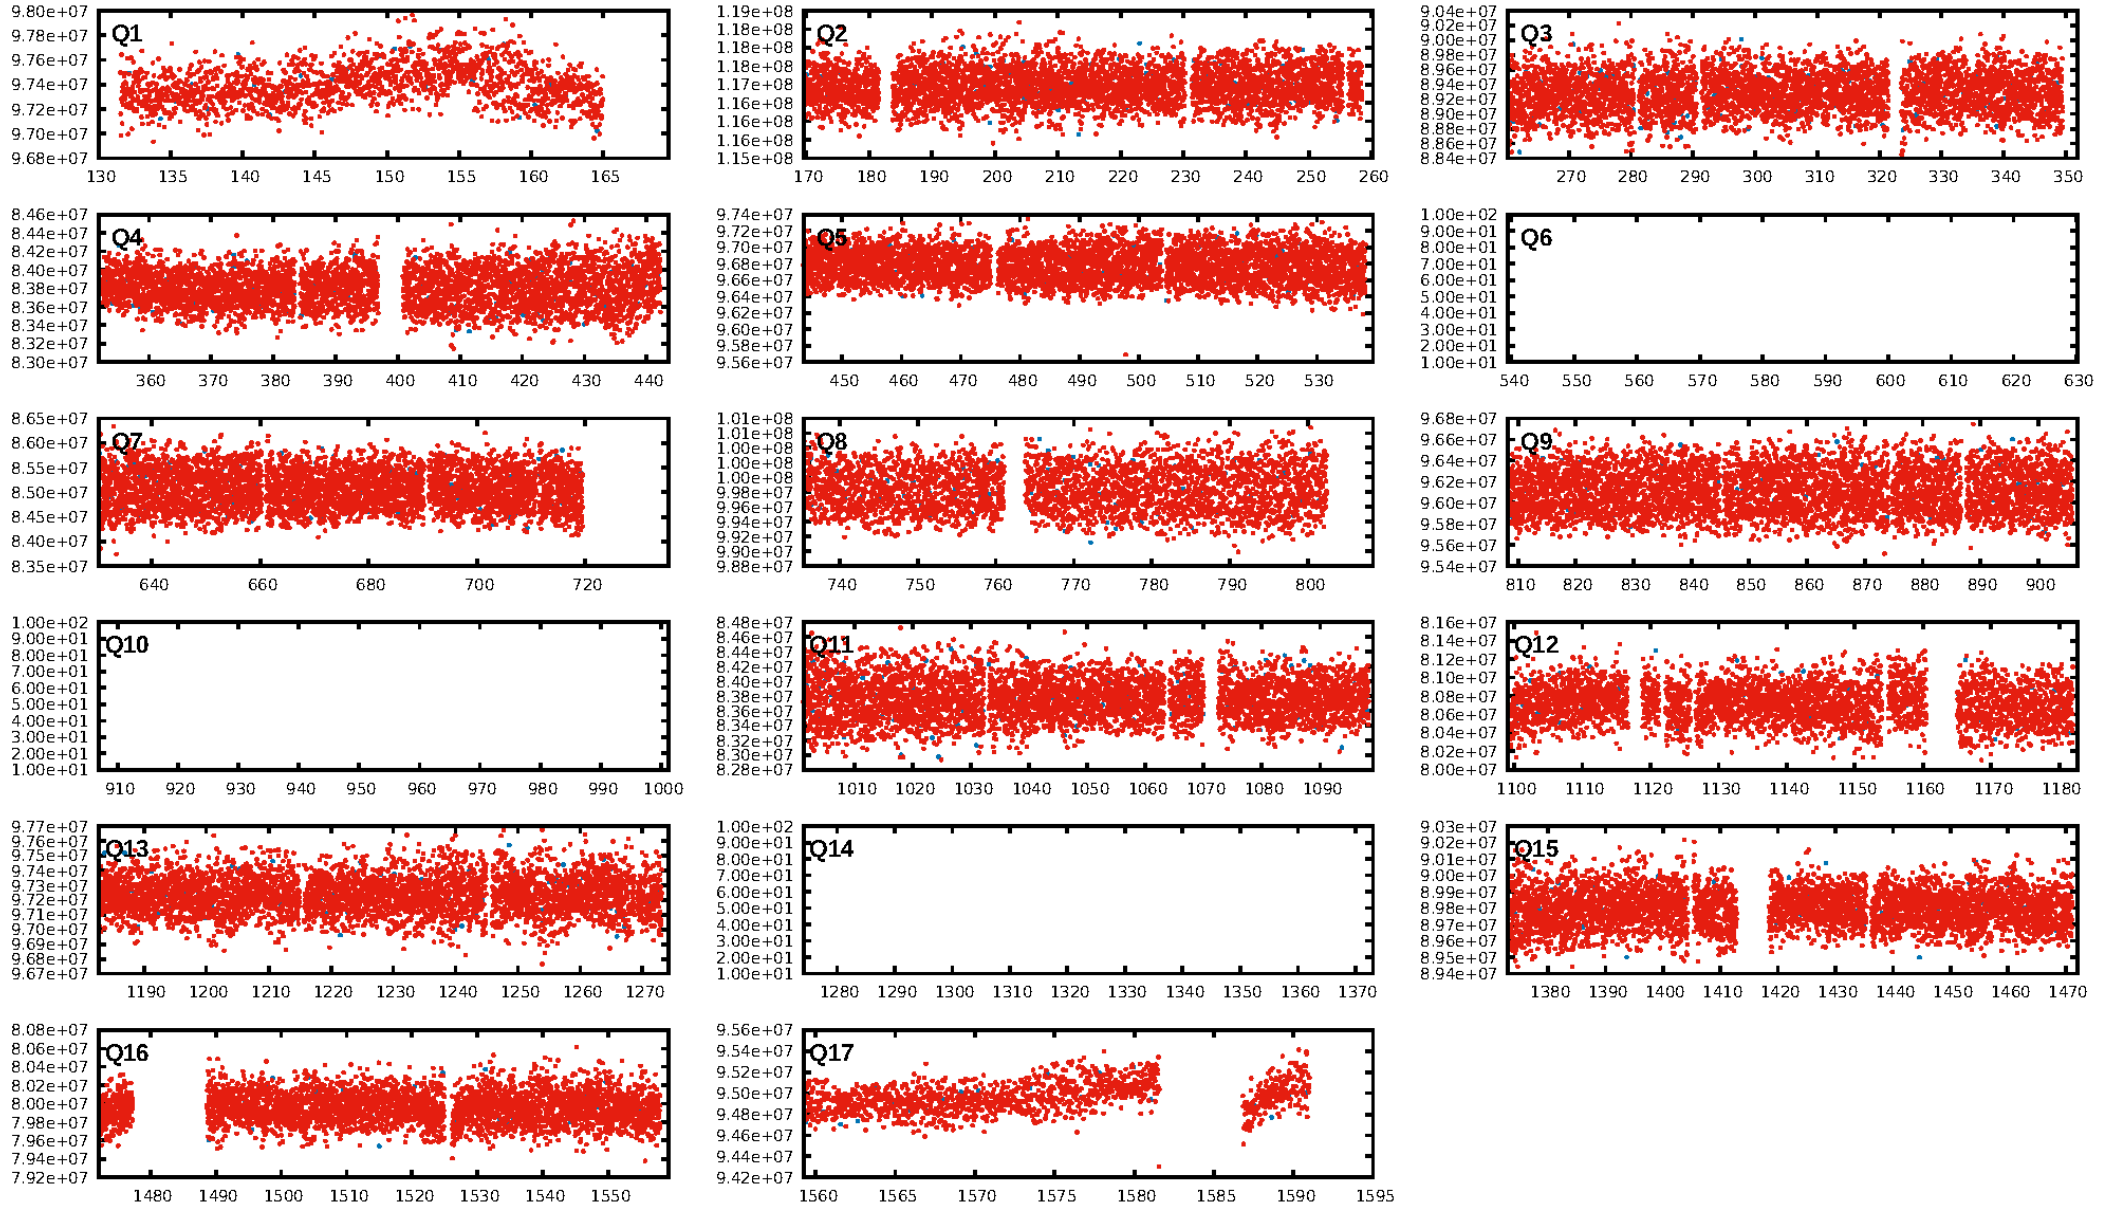 9.80e+07
9.78e+07
9.76e+07
9.74e+07
9.72e+07
9.70e+07
9.68e+07
Q1
130 135 140 145 150 155 160 165
1.19e+08
1.18e+08
1.18e+08
1.18e+08
1.17e+08
1.16e+08
1.16e+08
1.16e+08
1.15e+08
Q2
170 180 190 200 210 220 230 240 250 260
9.04e+07
9.02e+07
9.00e+07
8.98e+07
8.96e+07
8.94e+07
8.92e+07
8.90e+07
8.88e+07
8.86e+07
8.84e+07
Q3
270 280 290 300 310 320 330 340 350
8.46e+07
8.44e+07
8.42e+07
8.40e+07
8.38e+07
8.36e+07
8.34e+07
8.32e+07
8.30e+07
Q4
360 370 380 390 400 410 420 430 440
9.74e+07
9.72e+07
9.70e+07
9.68e+07
9.66e+07
9.64e+07
9.62e+07
9.60e+07
9.58e+07
9.56e+07
Q5
450 460 470 480 490 500 510 520 530
1.00e+02
9.00e+01
8.00e+01
7.00e+01
6.00e+01
5.00e+01
4.00e+01
3.00e+01
2.00e+01
1.00e+01
Q6
540 550 560 570 580 590 600 610 620 630
8.65e+07
8.60e+07
8.55e+07
8.50e+07
8.45e+07
8.40e+07
8.35e+07
Q7
640 660 680 700 720
1.01e+08
1.01e+08
1.00e+08
1.00e+08
1.00e+08
9.98e+07
9.96e+07
9.94e+07
9.92e+07
9.90e+07
9.88e+07
Q8
740 750 760 770 780 790 800
9.68e+07
9.66e+07
9.64e+07
9.62e+07
9.60e+07
9.58e+07
9.56e+07
9.54e+07
Q9
810 820 830 840 850 860 870 880 890 900
1.00e+02
9.00e+01
8.00e+01
7.00e+01
6.00e+01
5.00e+01
4.00e+01
3.00e+01
2.00e+01
1.00e+01
Q10
910 920 930 940 950 960 970 980 990 1000
8.48e+07
8.46e+07
8.44e+07
8.42e+07
8.40e+07
8.38e+07
8.36e+07
8.34e+07
8.32e+07
8.30e+07
8.28e+07
Q11
1010 1020 1030 1040 1050 1060 1070 1080 1090
8.16e+07
8.14e+07
8.12e+07
8.10e+07
8.08e+07
8.06e+07
8.04e+07
8.02e+07
8.00e+07
Q12
1100 1110 1120 1130 1140 1150 1160 1170 1180
9.77e+07
9.76e+07
9.75e+07
9.74e+07
9.73e+07
9.72e+07
9.71e+07
9.70e+07
9.69e+07
9.68e+07
9.67e+07
Q13
1190 1200 1210 1220 1230 1240 1250 1260 1270
1.00e+02
9.00e+01
8.00e+01
7.00e+01
6.00e+01
5.00e+01
4.00e+01
3.00e+01
2.00e+01
1.00e+01
Q14
1280 1290 1300 1310 1320 1330 1340 1350 1360 1370
9.03e+07
9.02e+07
9.01e+07
9.00e+07
8.99e+07
8.98e+07
8.97e+07
8.96e+07
8.95e+07
8.94e+07
Q15
1380 1390 1400 1410 1420 1430 1440 1450 1460 1470
8.08e+07
8.06e+07
8.04e+07
8.02e+07
8.00e+07
7.98e+07
7.96e+07
7.94e+07
7.92e+07
Q16
1480 1490 1500 1510 1520 1530 1540 1550
9.56e+07
9.54e+07
9.52e+07
9.50e+07
9.48e+07
9.46e+07
9.44e+07
9.42e+07
Q17
1560 1565 1570 1575 1580 1585 1590 1595